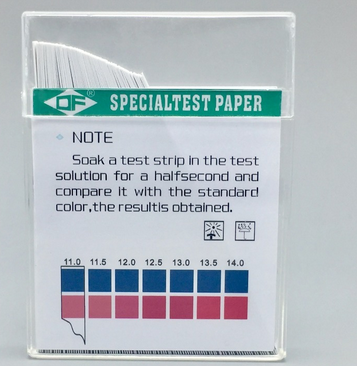 QF® SPECIALTEST PAPER
NOTE
Soak a test strip in the test
solution for a halfsecond and
compare it with the standard
color,the resultis obtained.
11.0 11.5 12.0 12.5 13.0 13.5 14.0